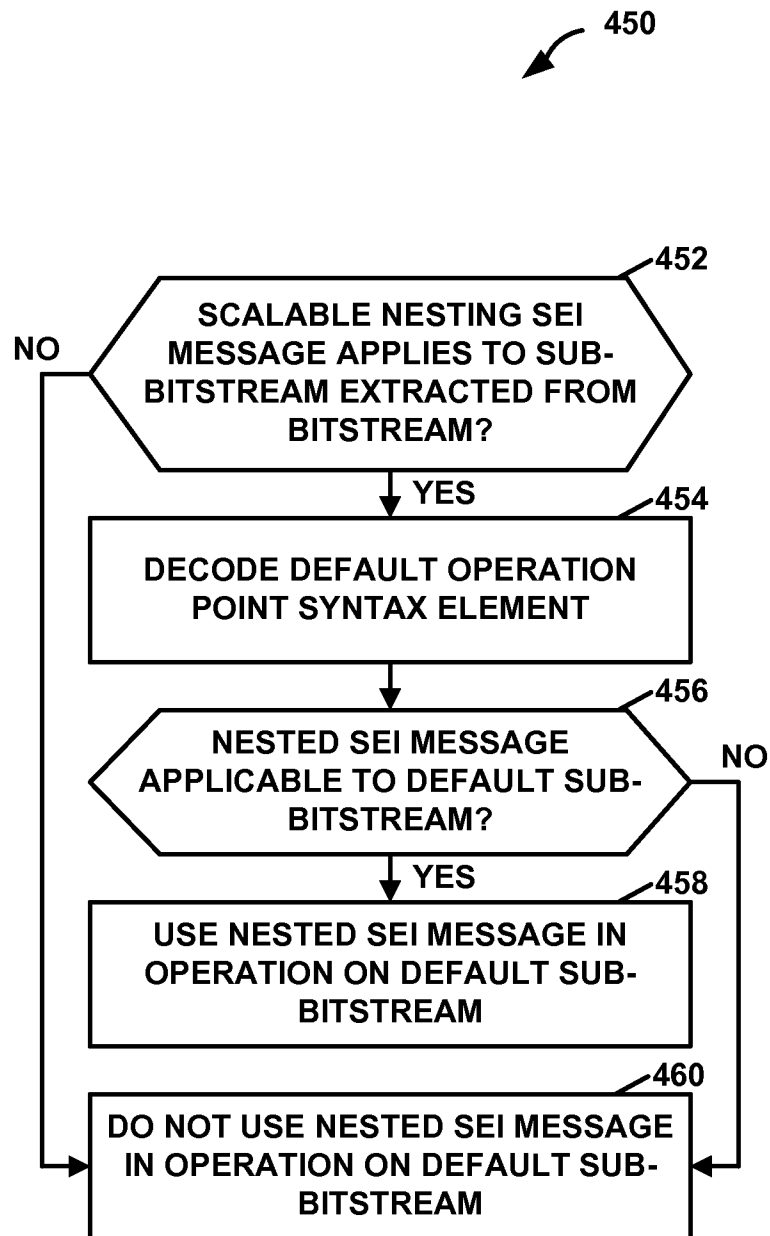 450
452
SCALABLE NESTING SEI
MESSAGE APPLIES TO SUB-
BITSTREAM EXTRACTED FROM
BITSTREAM?
NO
YES
454
DECODE DEFAULT OPERATION
POINT SYNTAX ELEMENT
456
NESTED SEI MESSAGE
APPLICABLE TO DEFAULT SUB-
BITSTREAM?
NO
YES
458
USE NESTED SEI MESSAGE IN
OPERATION ON DEFAULT SUB-
BITSTREAM
460
DO NOT USE NESTED SEI MESSAGE
IN OPERATION ON DEFAULT SUB-
BITSTREAM